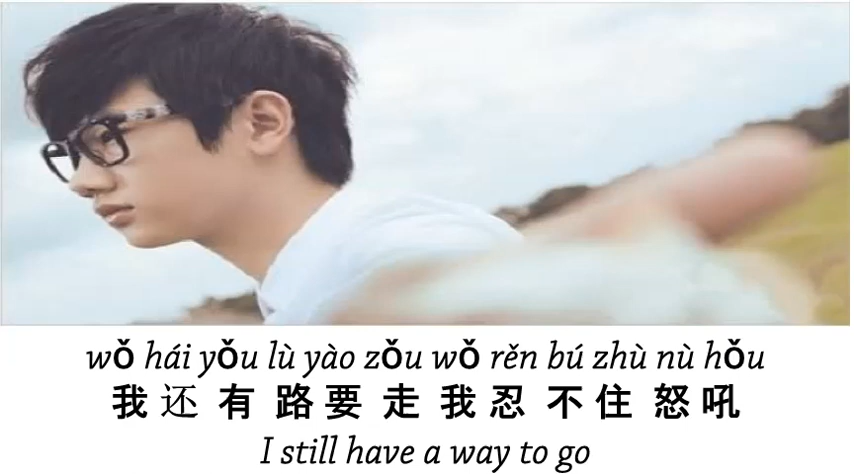 wǒ hái yǒu lù yào zǒu wǒ rěn bú zhù nù hǒu
我 还 有 路 要 走 我 忍 不 住 怒 吼
I still have a way to go